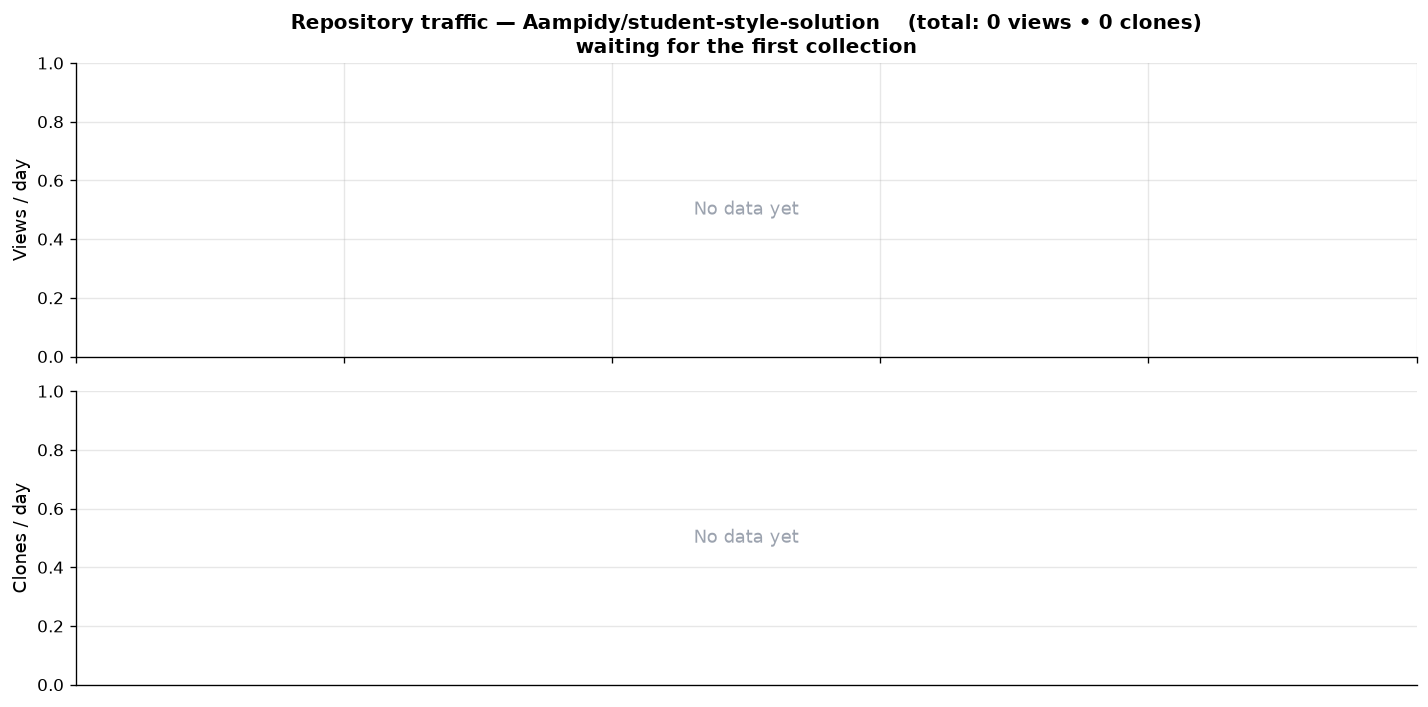 Repository traffic — Aampidy/student-style-solution    (total: 0 views • 0 clones)
waiting for the first collection
1.0
0.8
0.6
0.4
0.2
0.0
Views / day
No data yet
1.0
0.8
0.6
0.4
0.2
0.0
Clones / day
No data yet